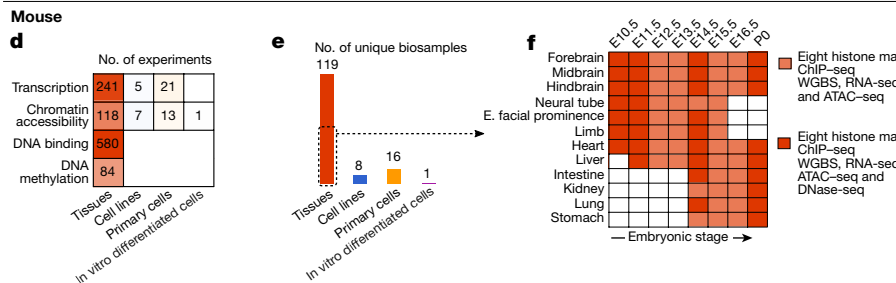 Mouse
d
No. of experiments
Transcription 241 5 21
Chromatin
accessibility 118 7 13 1
DNA binding 580
DNA
methylation 84
Tissues
Cell lines
Primary cells
In vitro differentiated cells
e
No. of unique biosamples
119
8
16
1
Tissues
Cell lines
Primary cells
In vitro differentiated cells
f
E10.5 E11.5 E12.5 E13.5 E14.5 E15.5 E16.5 P0
Forebrain
Midbrain
Hindbrain
Neural tube
E. facial prominence
Limb
Heart
Liver
Intestine
Kidney
Lung
Stomach
Embryonic stage
Eight histone ma
ChIP–seq
WGBS, RNA-seq
and ATAC–seq
Eight histone ma
ChIP–seq
WGBS, RNA-seq
ATAC–seq and
DNase-seq